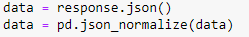 data = response.json()
data = pd.json_normalize(data)